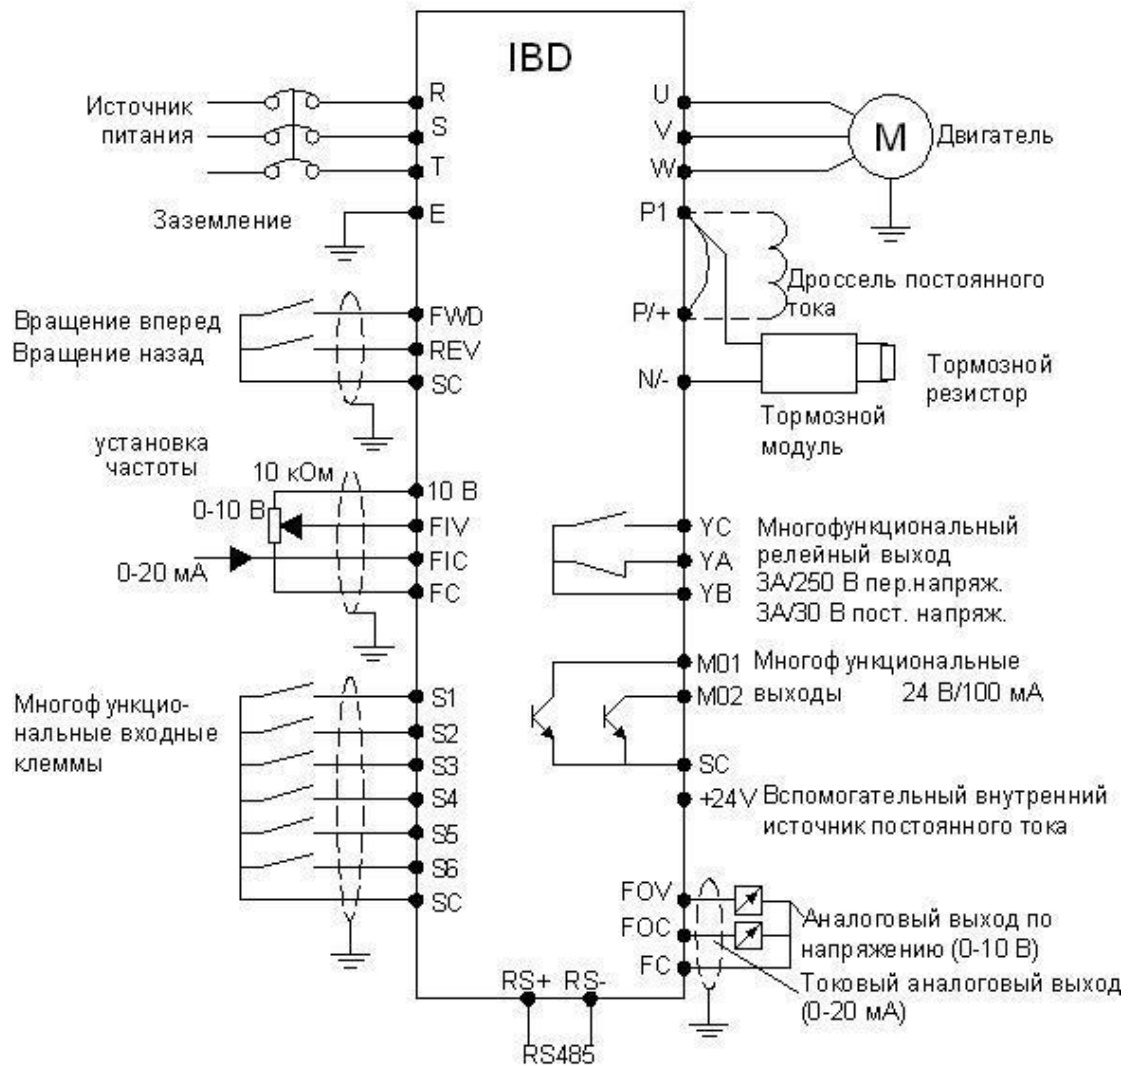 IBD
Источник
питания
R
S
T
Заземление
E
Вращение вперед
Вращение назад
FWD
REV
SC
установка
частоты
10 кОм
0-10 В
0-20 мА
10 В
FIV
FIC
FC
Многофункцио-
нальные входные
клеммы
S1
S2
S3
S4
S5
S6
SC
U
V
W
M
Двигатель
P1
Дроссель постоянного
тока
P/+
N/-
Тормозной
резистор
Тормозной
модуль
YC
YA
YB
Многофункциональный
релейный выход
3А/250 В пер.напряж.
3А/30 В пост. напряж.
M01
M02
Многофункциональные
выходы 24 В/100 мА
SC
+24V
Вспомогательный внутренний
источник постоянного тока
FOV
FOC
FC
Аналоговый выход по
напряжению (0-10 В)
Токовый аналоговый выход
(0-20 мА)
RS+ RS-
RS485